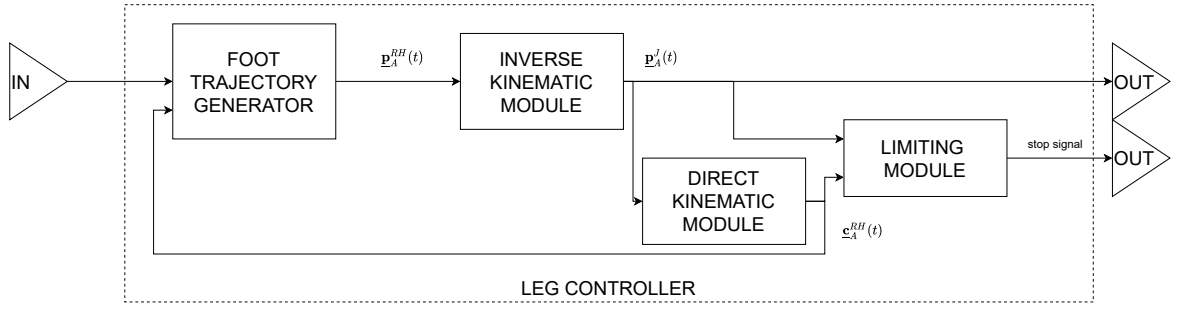 IN
FOOT
TRAJECTORY
GENERATOR
p_A^{RH}(t)
INVERSE
KINEMATIC
MODULE
p_A^J(t)
OUT
LIMITING
MODULE
stop signal
OUT
DIRECT
KINEMATIC
MODULE
c_A^{RH}(t)
LEG CONTROLLER